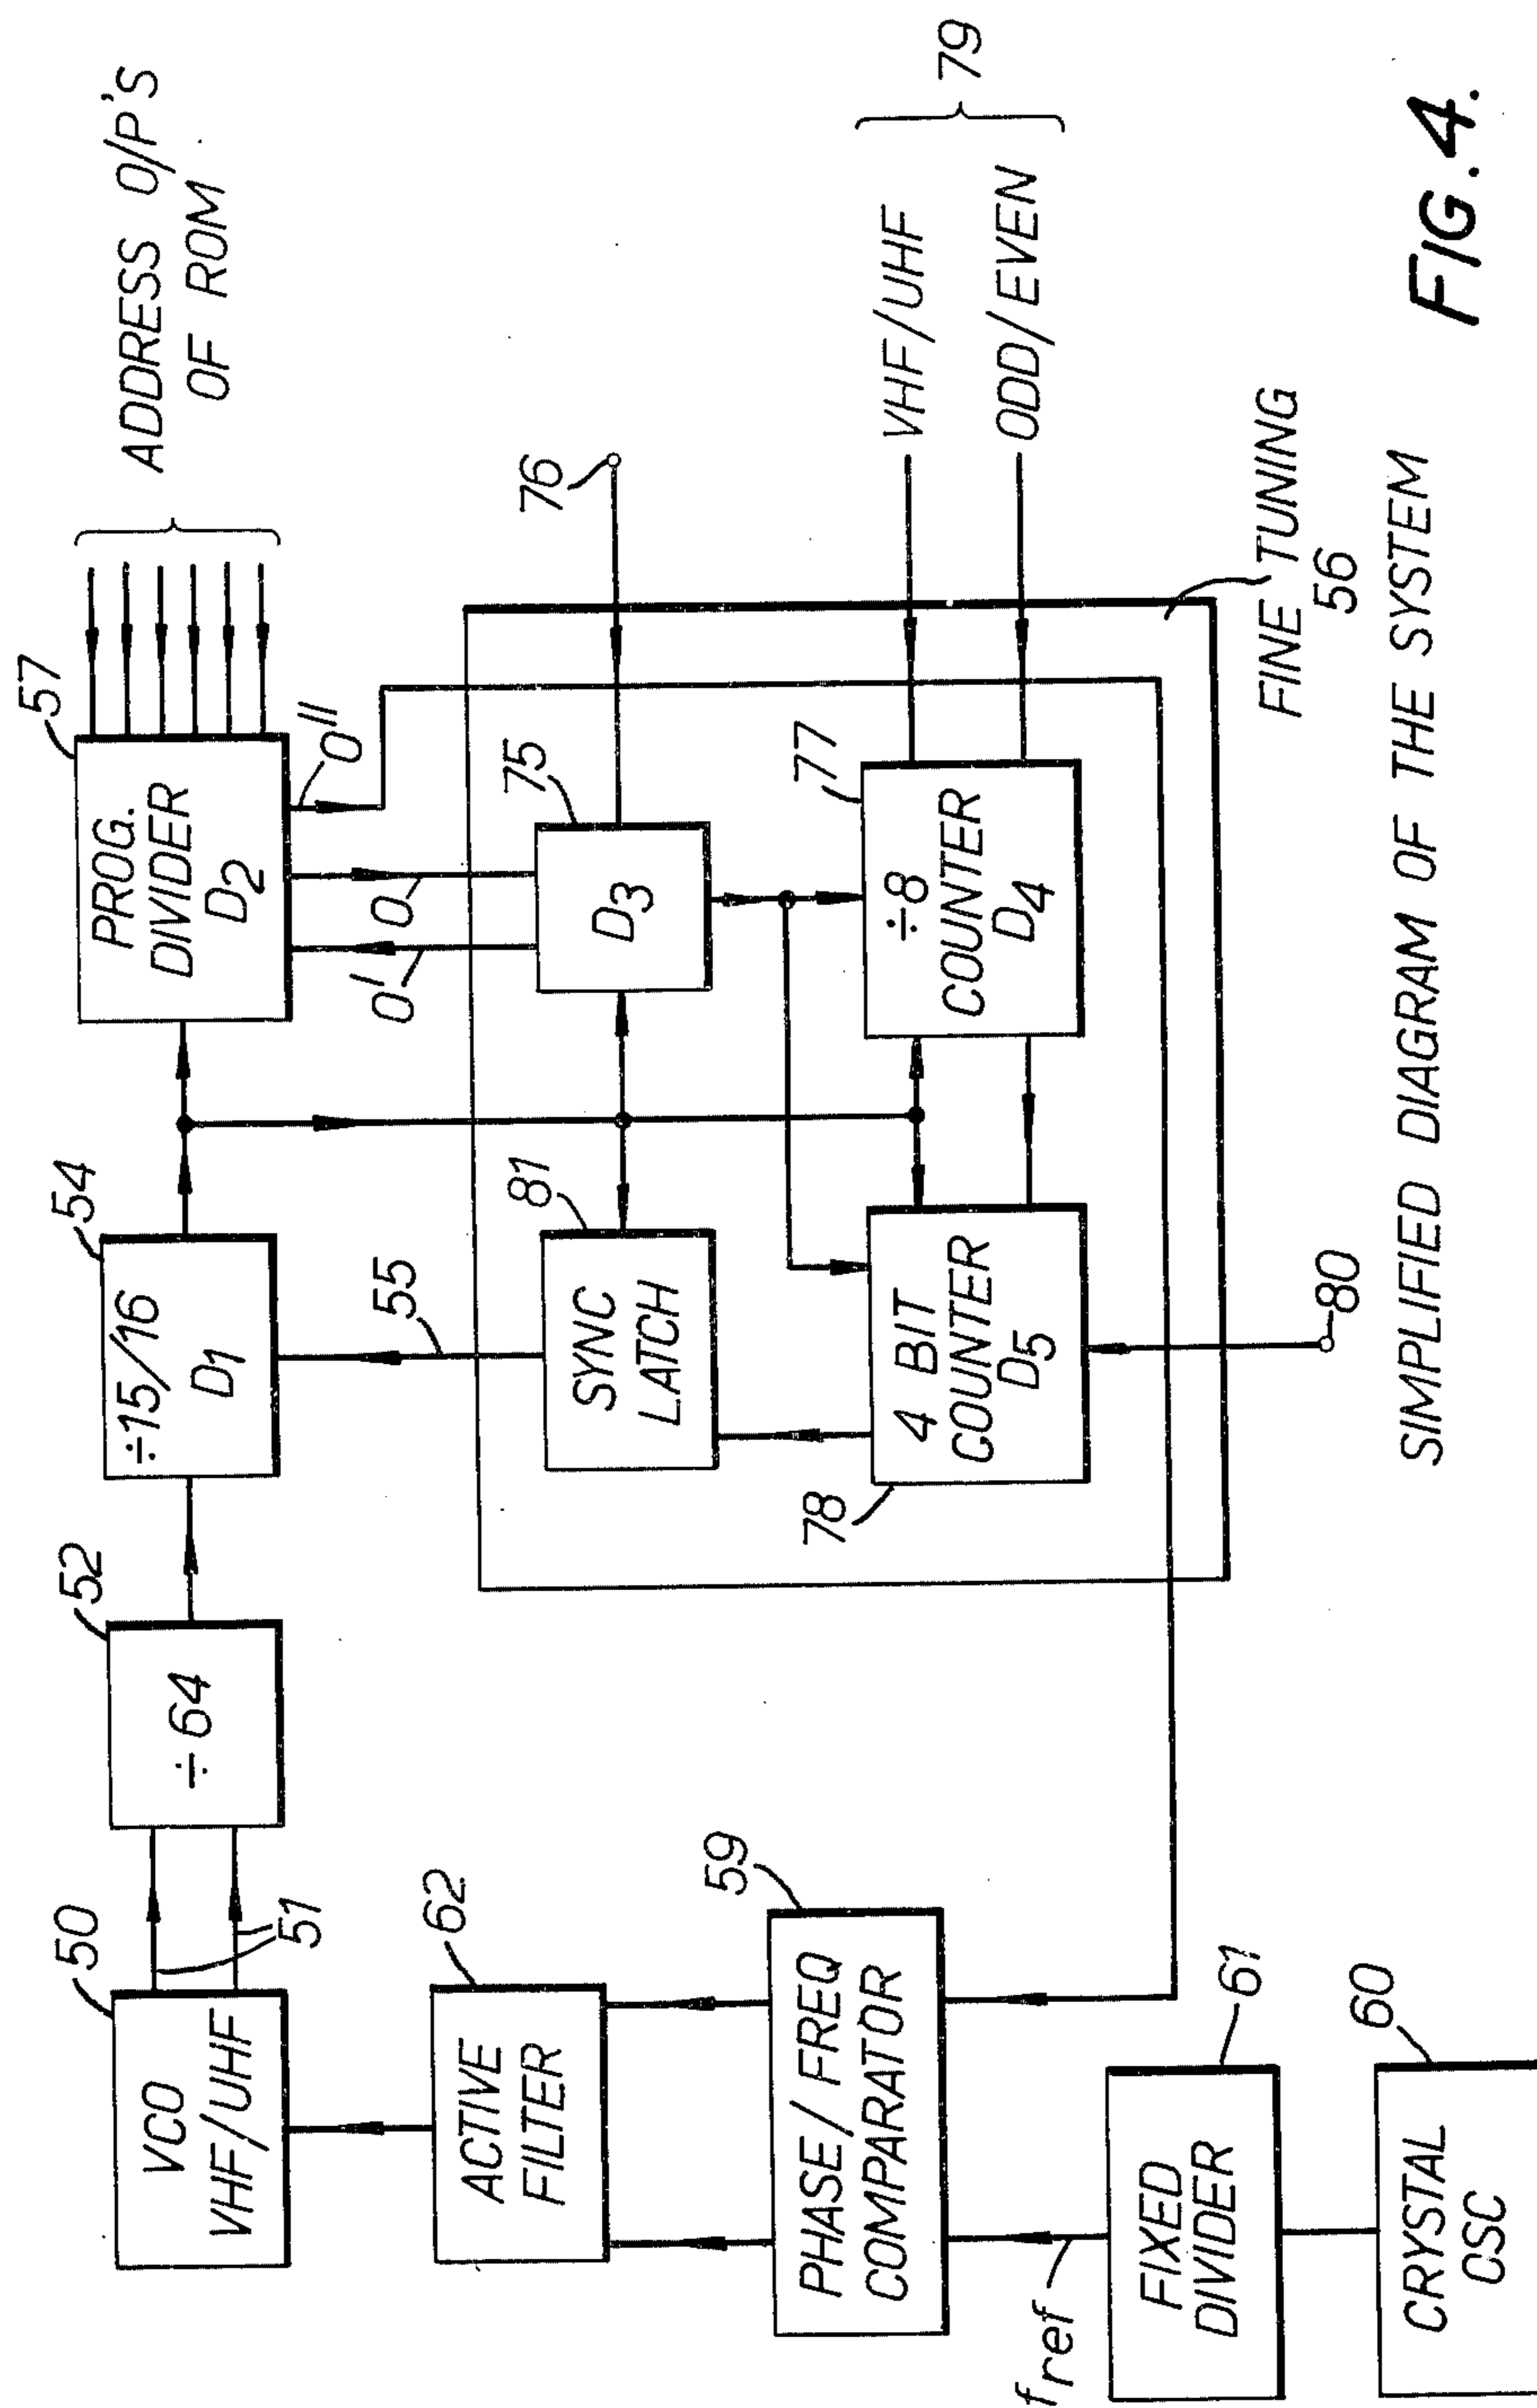 50
VCO
VHF/UHF
51
52
÷64
54
÷15/16
D1
57
PROG.
DIVIDER
D2
ADDRESS O/P'S
OF ROM
O'
O
O''
55
62
ACTIVE
FILTER
81
SYNC
LATCH
75
D3
76
59
PHASE/FREQ
COMPARATOR
78
4 BIT
COUNTER
D5
77
÷8
COUNTER
D4
VHF/UHF
ODD/EVEN
79
fref
61
FIXED
DIVIDER
80
FINE TUNING
56
60
CRYSTAL
OSC
SIMPLIFIED DIAGRAM OF THE SYSTEM
FIG.4.